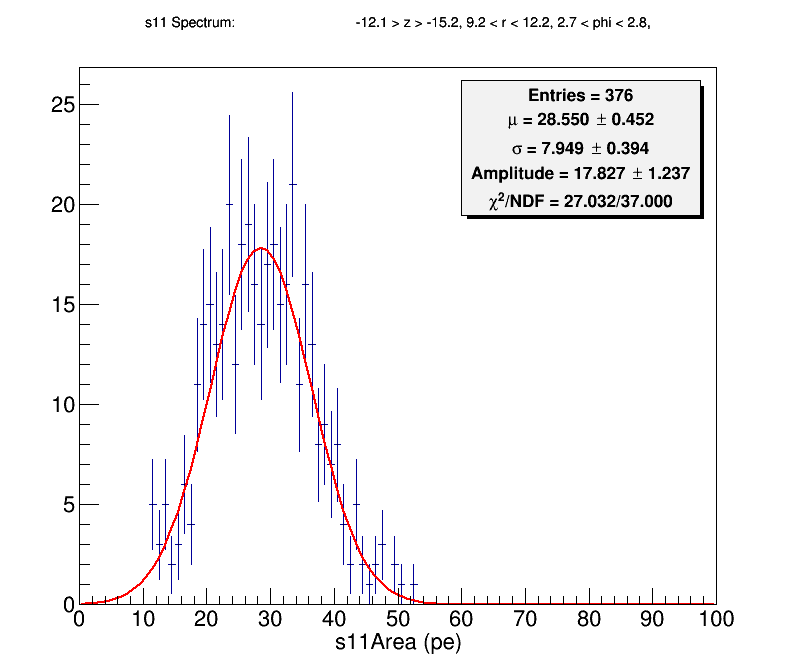 s11 Spectrum: -12.1 > z > -15.2, 9.2 < r < 12.2, 2.7 < phi < 2.8,
Entries = 376
μ = 28.550 ± 0.452
σ = 7.949 ± 0.394
Amplitude = 17.827 ± 1.237
χ²/NDF = 27.032/37.000
25
20
15
10
5
0
0 10 20 30 40 50 60 70 80 90 100
s11Area (pe)